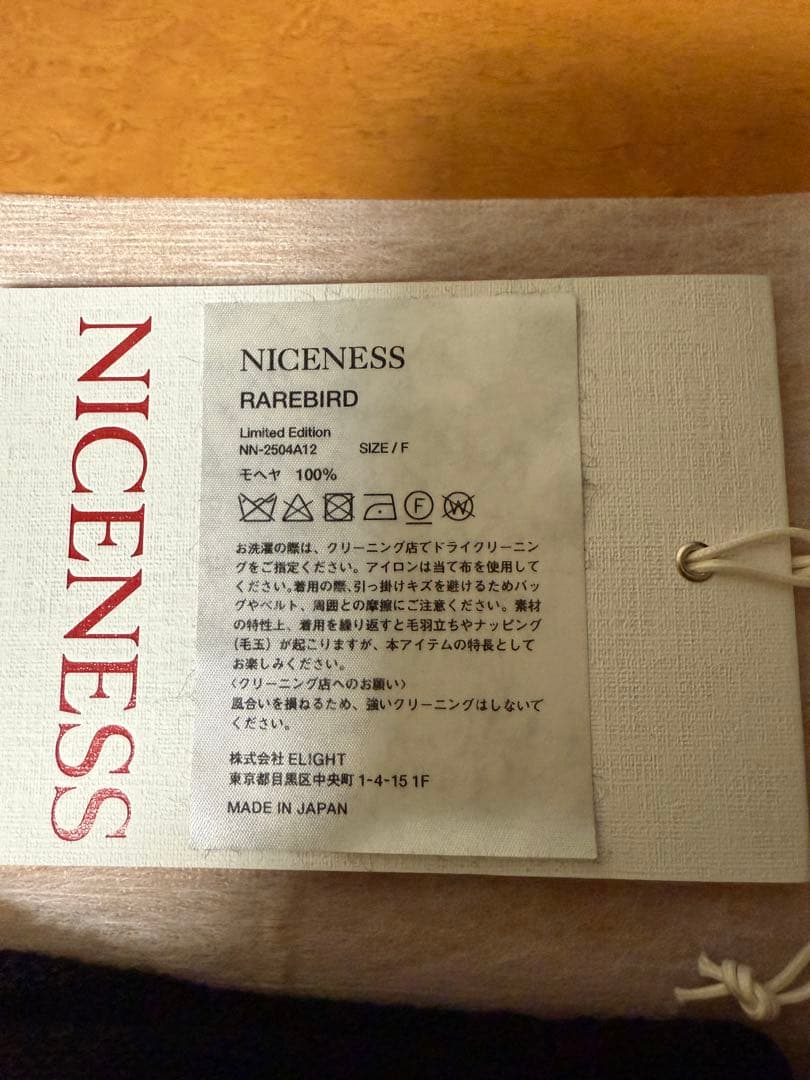 NICENESS
NICENESS
RAREBIRD
Limited Edition
NN-2504A12 SIZE / F
モヘヤ 100%
F W
お洗濯の際は、クリーニング店でドライクリーニン
グをご指定ください。アイロンは当て布を使用して
ください。着用の際、引っ掛けキズを避けるためバッ
グやベルト、周囲との摩擦にご注意ください。素材
の特性上、着用を繰り返すと毛羽立ちやナッピング
(毛玉)が起こりますが、本アイテムの特長として
お楽しみください。
〈クリーニング店へのお願い〉
風合いを損ねるため、強いクリーニングはしないで
ください。
株式会社 ELIGHT
東京都目黒区中央町 1-4-15 1F
MADE IN JAPAN